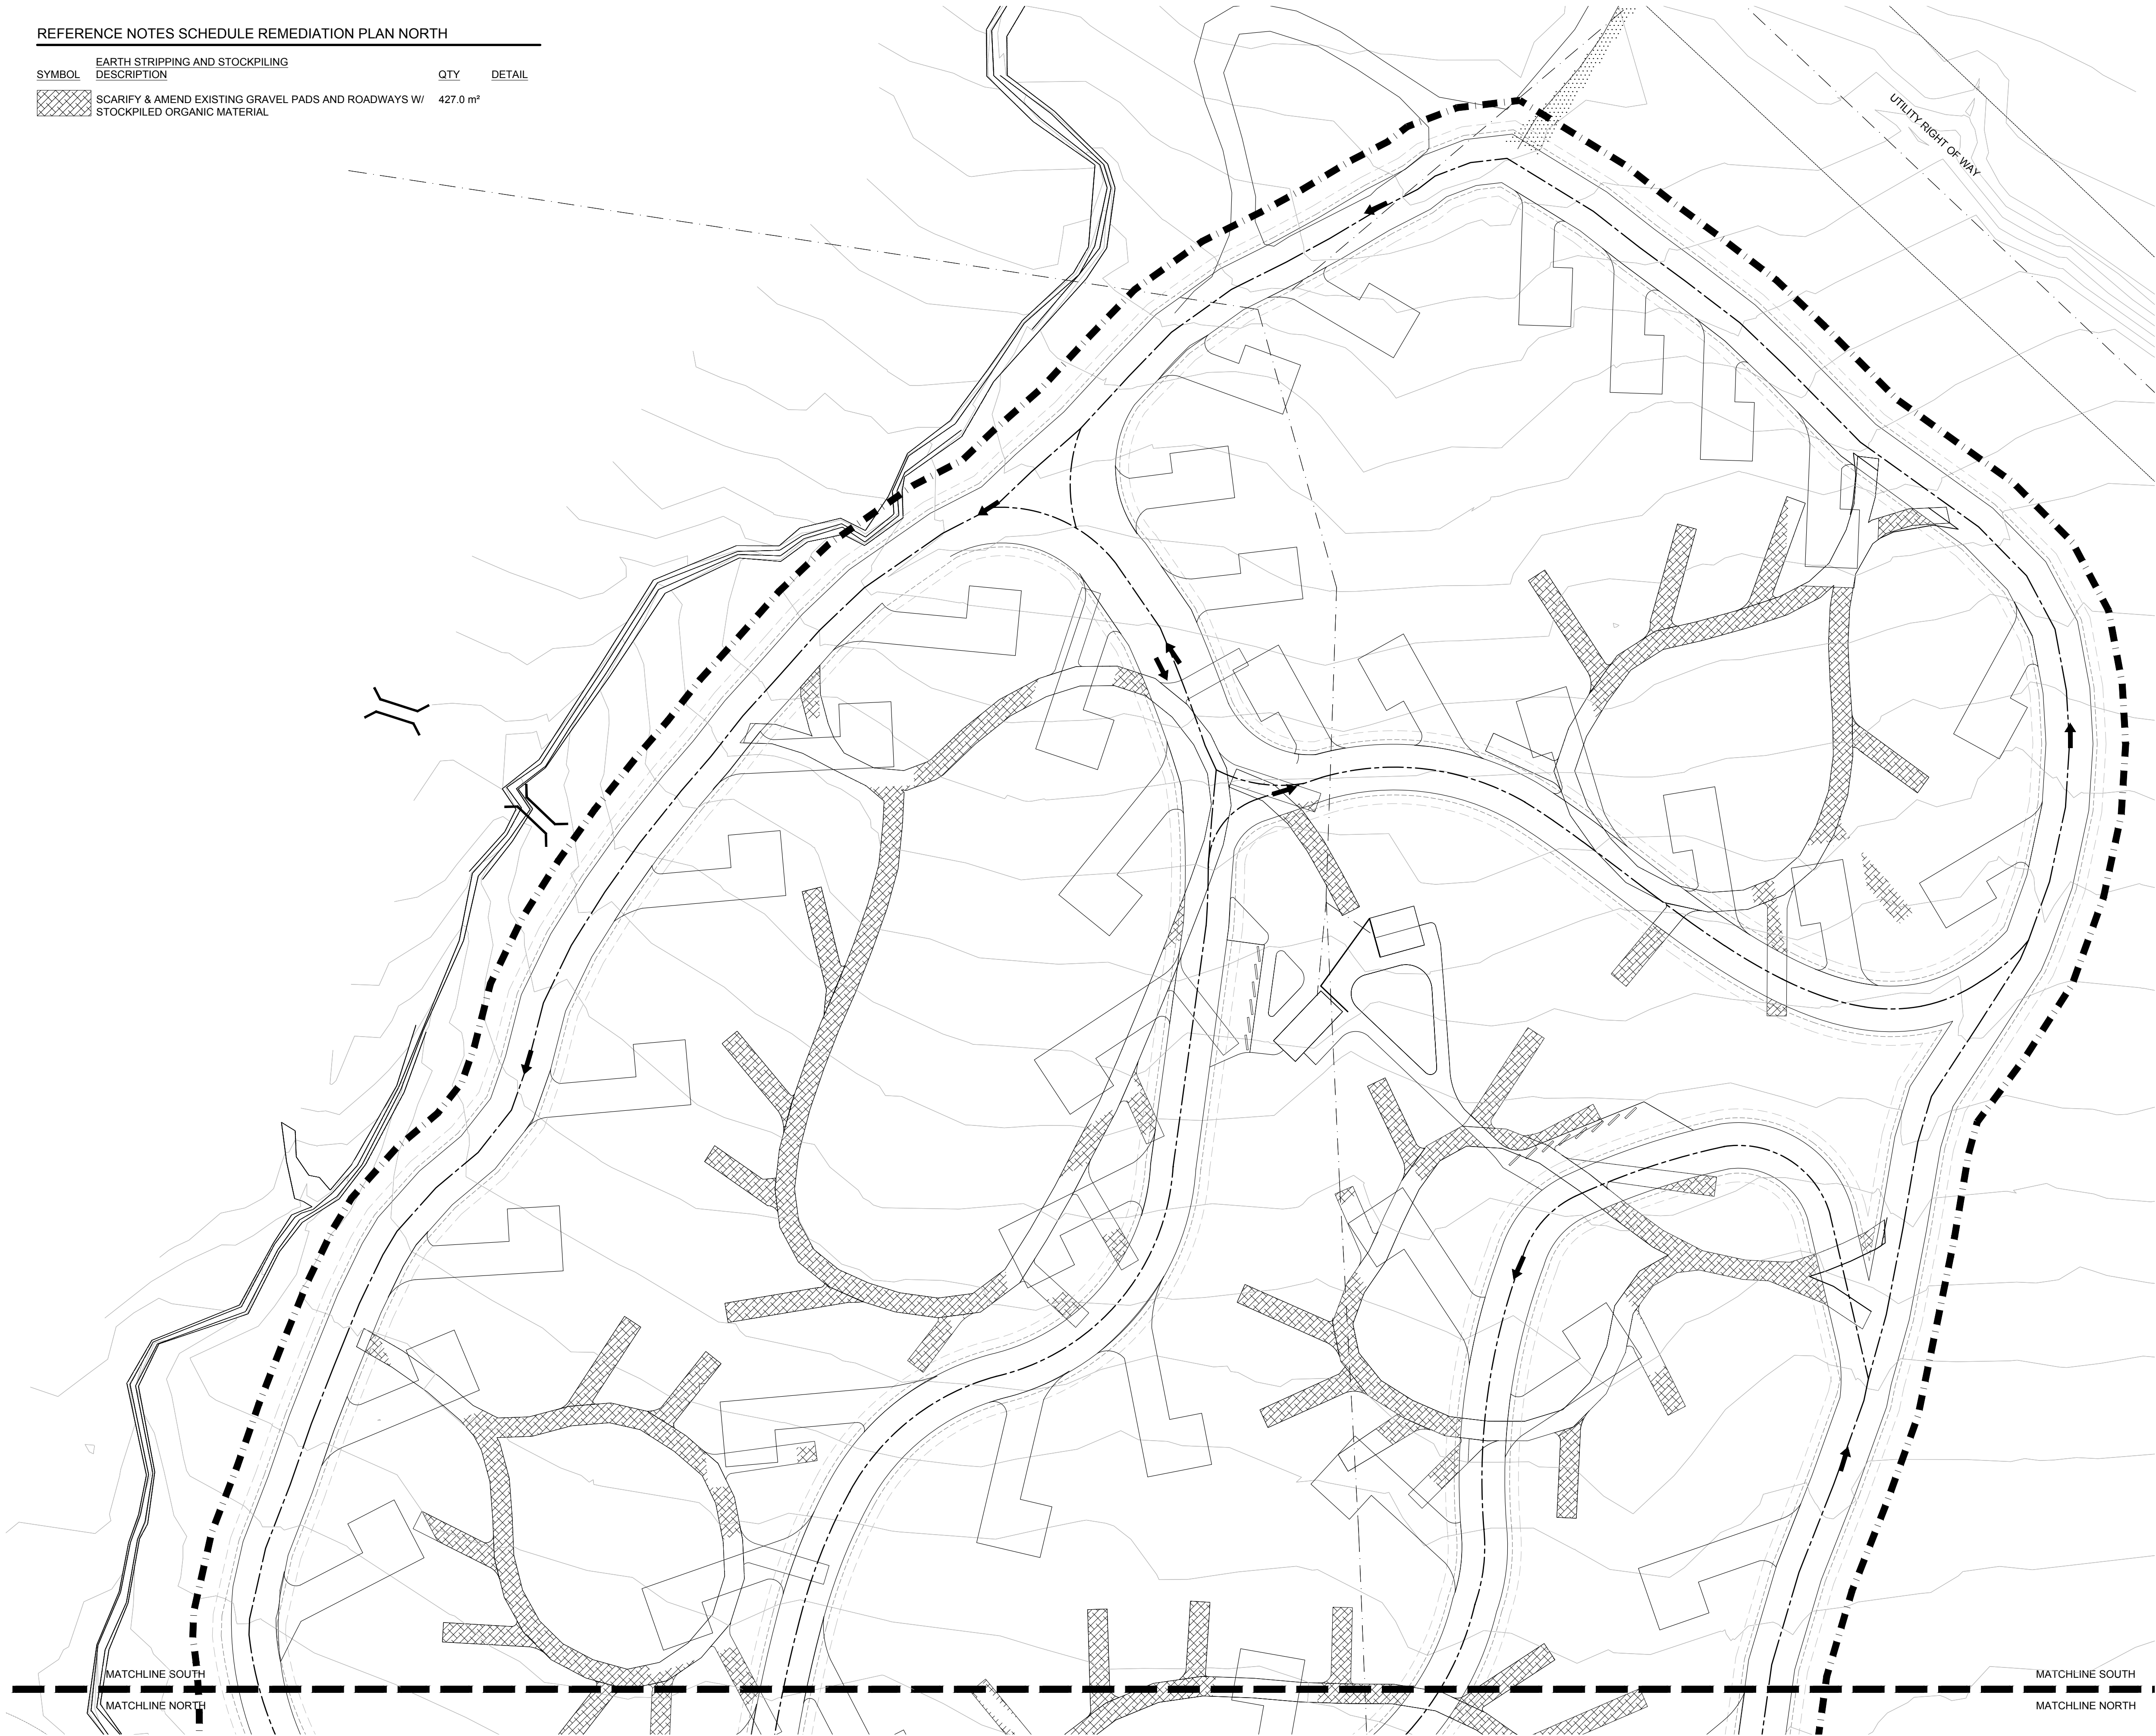 REFERENCE NOTES SCHEDULE REMEDIATION PLAN NORTH
EARTH STRIPPING AND STOCKPILING
SYMBOL DESCRIPTION QTY DETAIL
SCARIFY & AMEND EXISTING GRAVEL PADS AND ROADWAYS W/ 427.0 m²
STOCKPILED ORGANIC MATERIAL
UTILITY RIGHT OF WAY
MATCHLINE SOUTH
MATCHLINE NORTH
MATCHLINE SOUTH
MATCHLINE NORTH